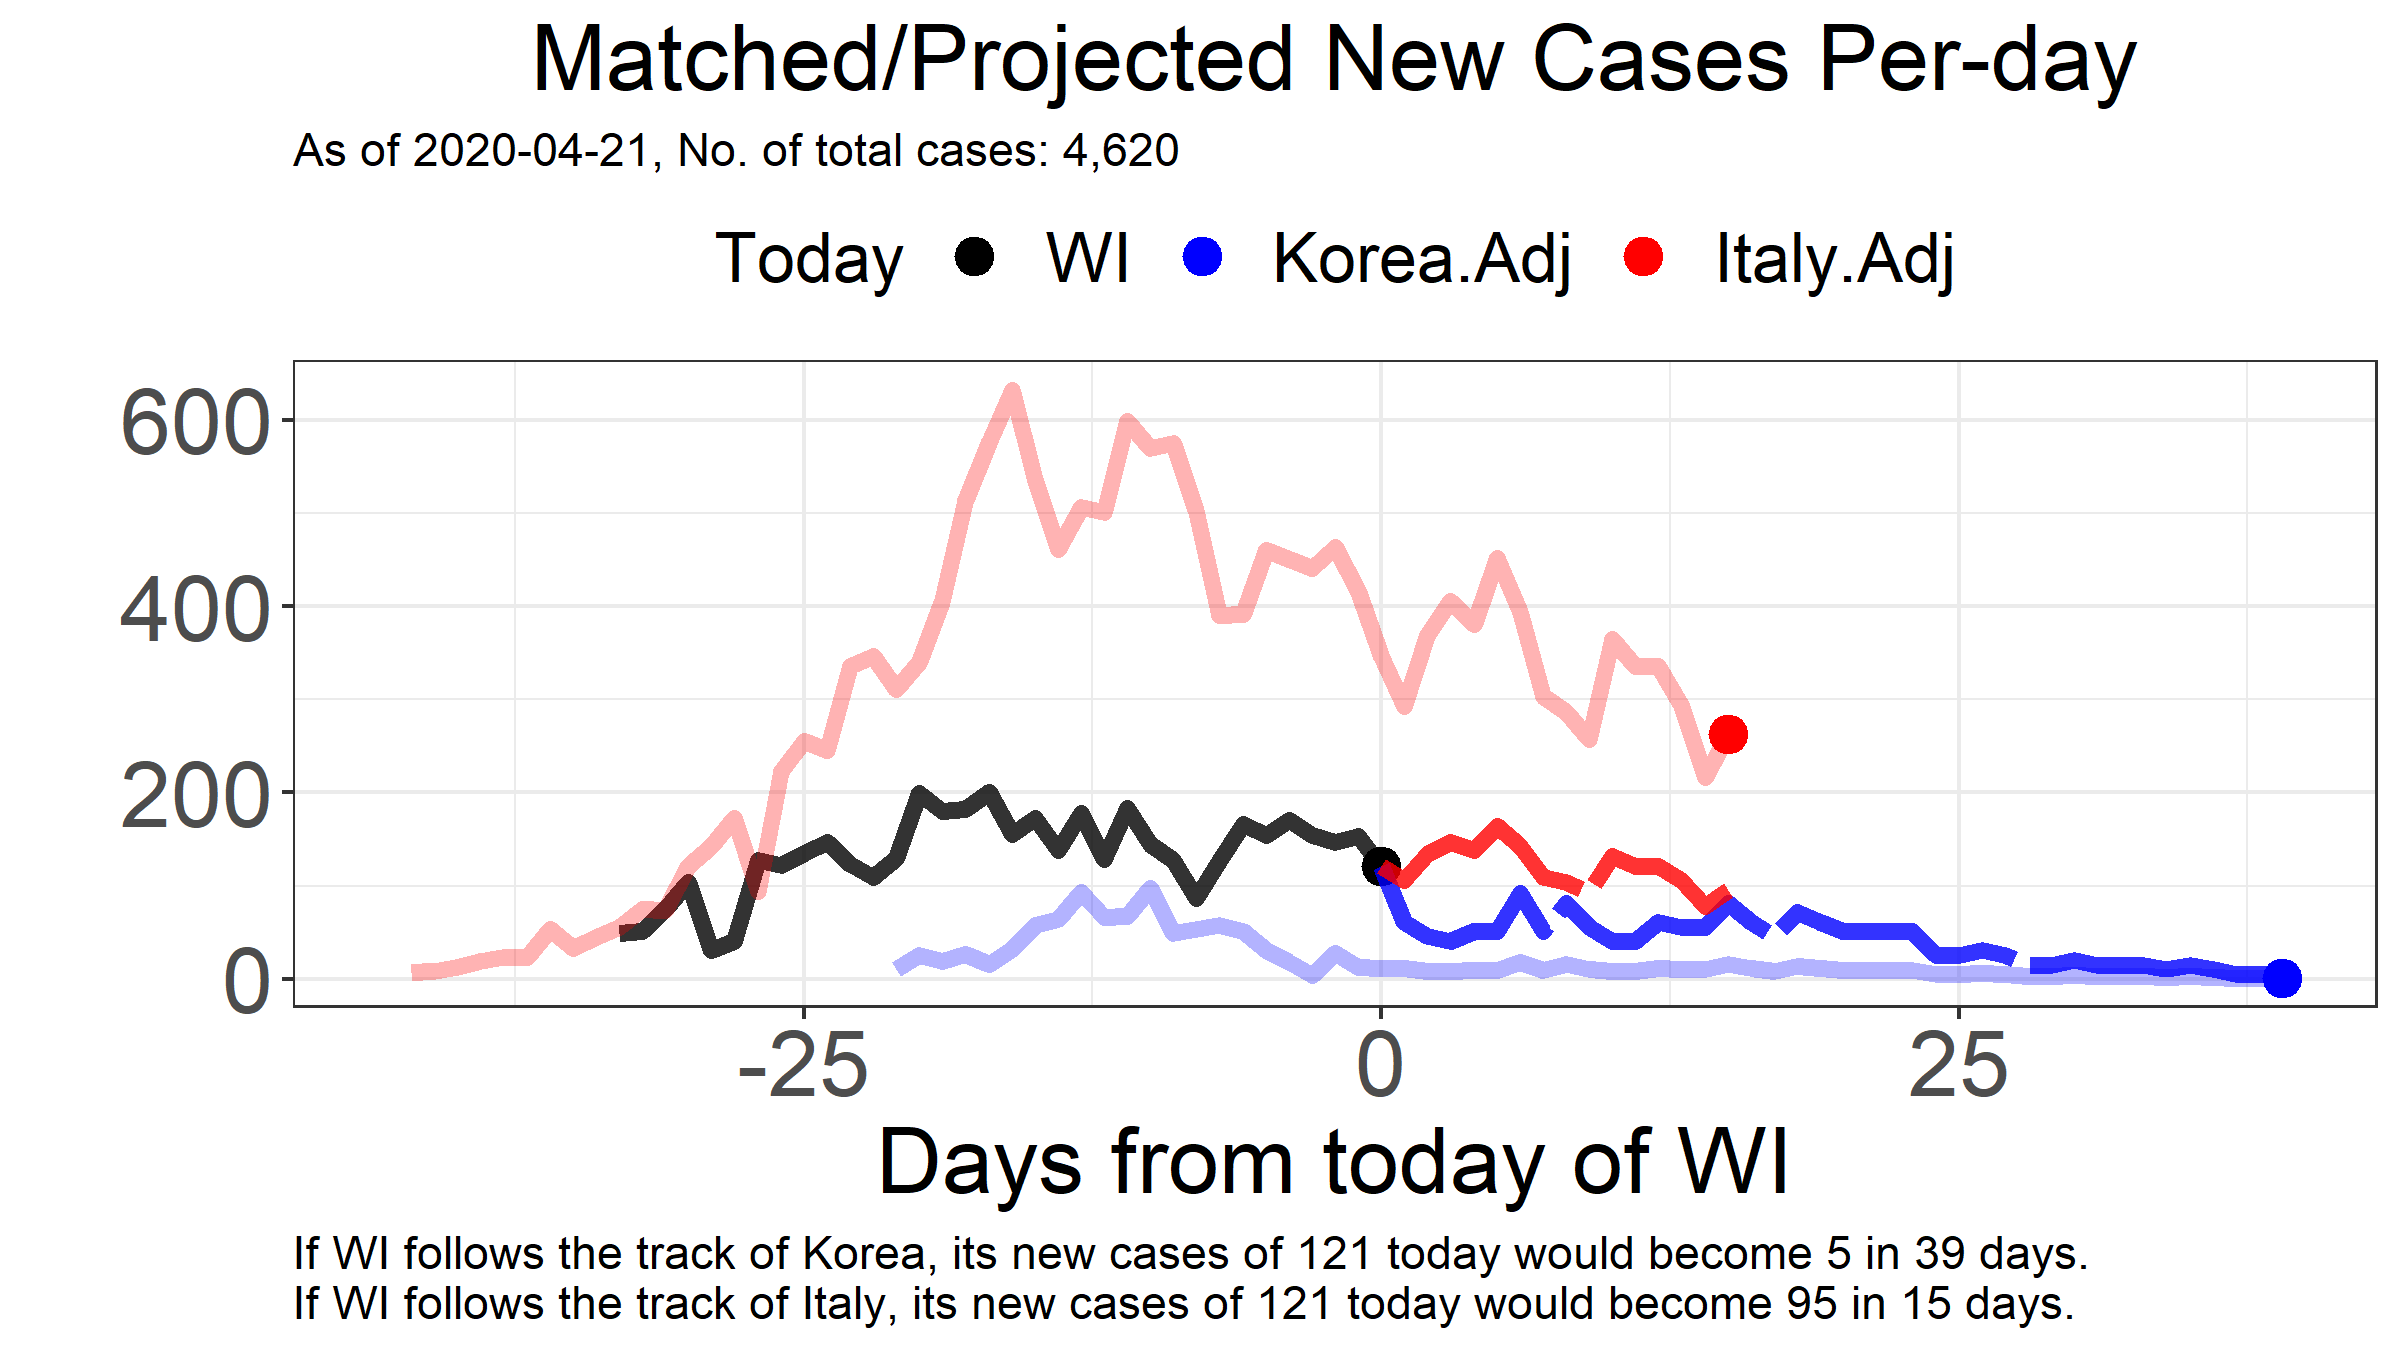 Matched/Projected New Cases Per-day
As of 2020-04-21, No. of total cases: 4,620
Today WI Korea.Adj Italy.Adj
600
400
200
0
-25 0 25
Days from today of WI
If WI follows the track of Korea, its new cases of 121 today would become 5 in 39 days.
If WI follows the track of Italy, its new cases of 121 today would become 95 in 15 days.